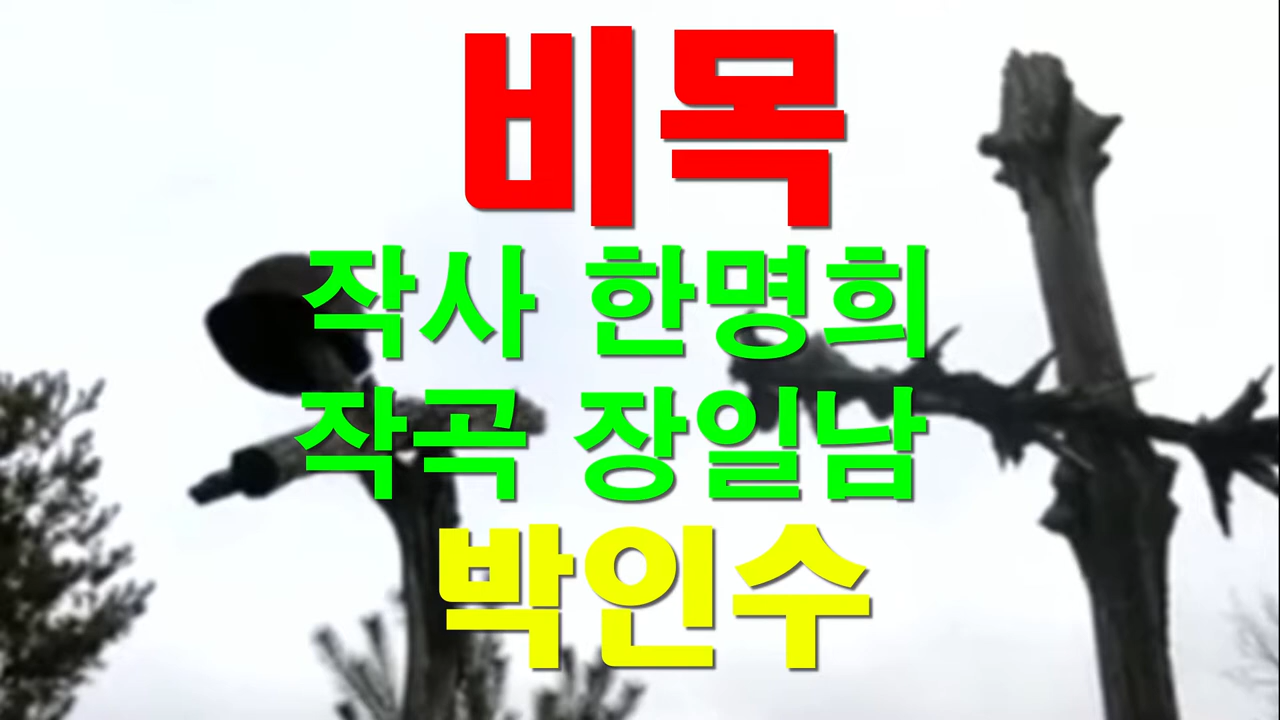 비목
작사 한명희
작곡 장일남
박인수